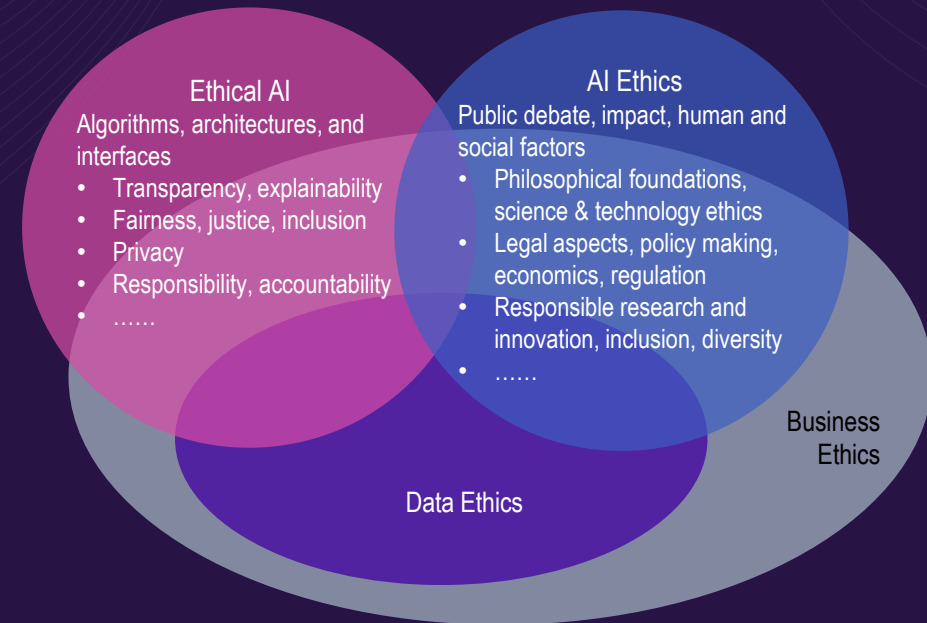 Ethical AI
Algorithms, architectures, and
interfaces
• Transparency, explainability
• Fairness, justice, inclusion
• Privacy
• Responsibility, accountability
• ……
AI Ethics
Public debate, impact, human and
social factors
• Philosophical foundations,
science & technology ethics
• Legal aspects, policy making,
economics, regulation
• Responsible research and
innovation, inclusion, diversity
• ……
Business
Ethics
Data Ethics